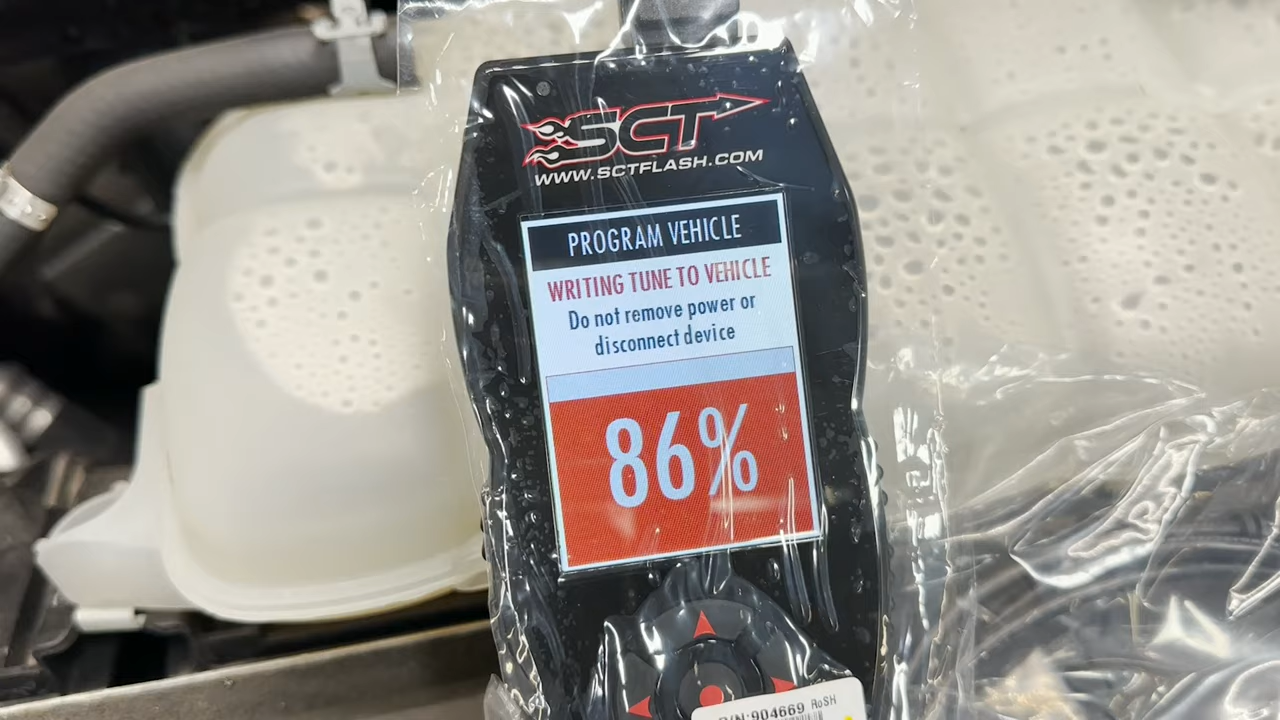 SCT
WWW.SCTFLASH.COM
PROGRAM VEHICLE
WRITING TUNE TO VEHICLE
Do not remove power or
disconnect device
86%
P/N:904669 RoSH